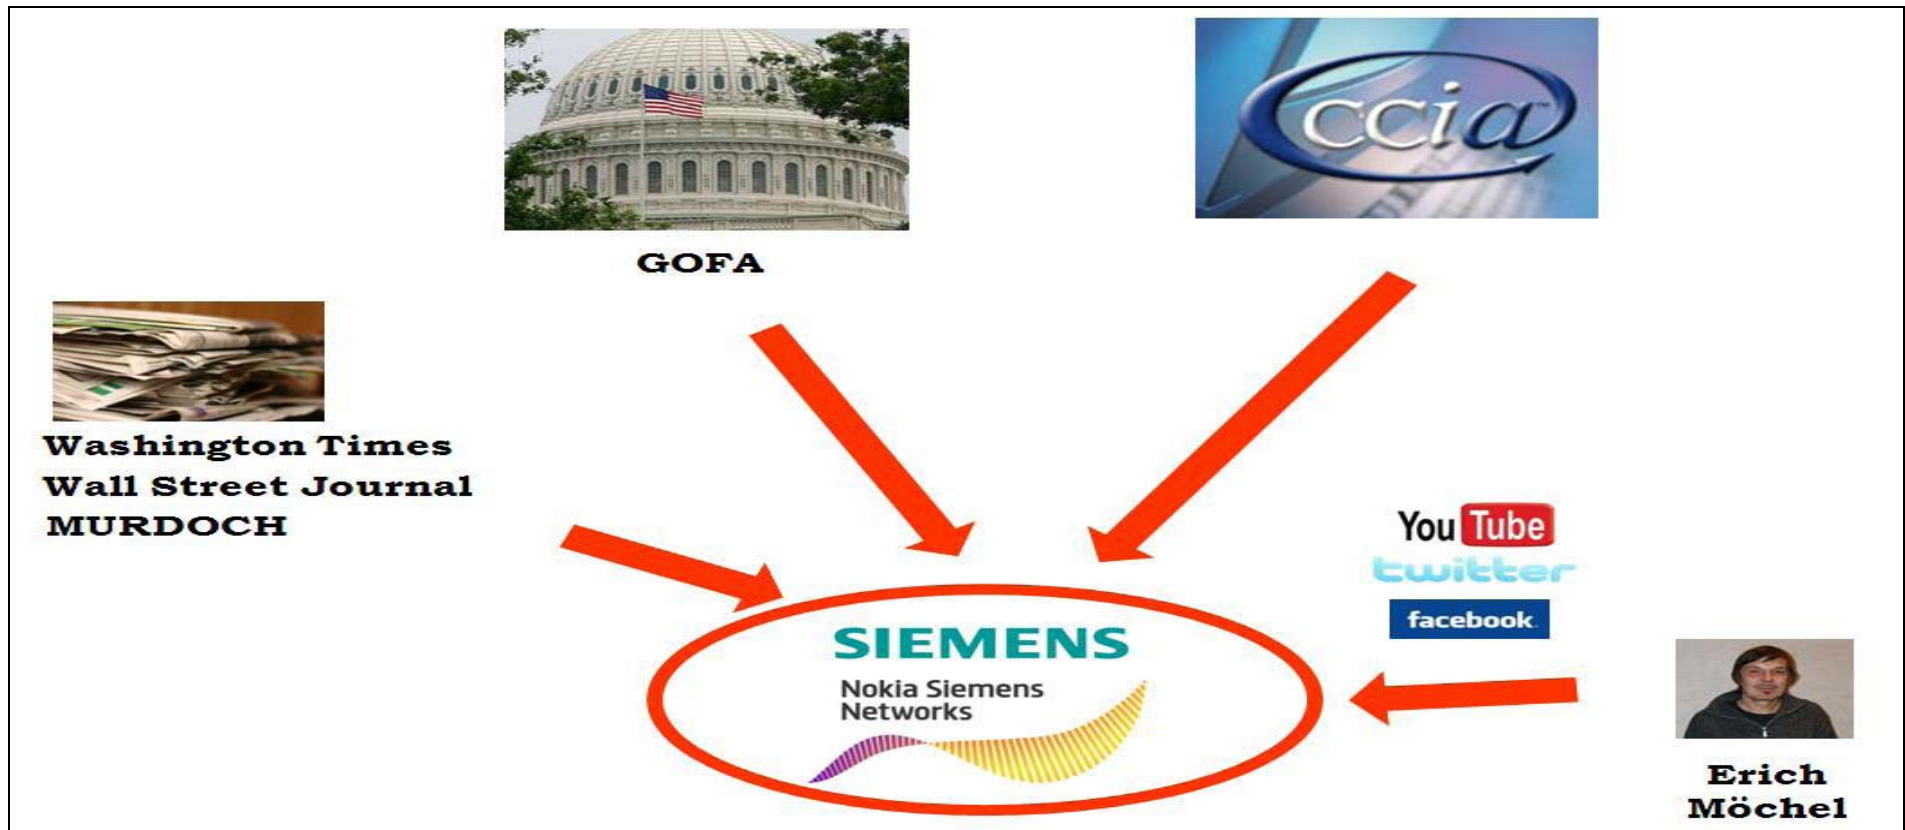 ccia
GOFA
Washington Times
Wall Street Journal
MURDOCH
YouTube
twitter
facebook
SIEMENS
Nokia Siemens
Networks
Erich
Möchel